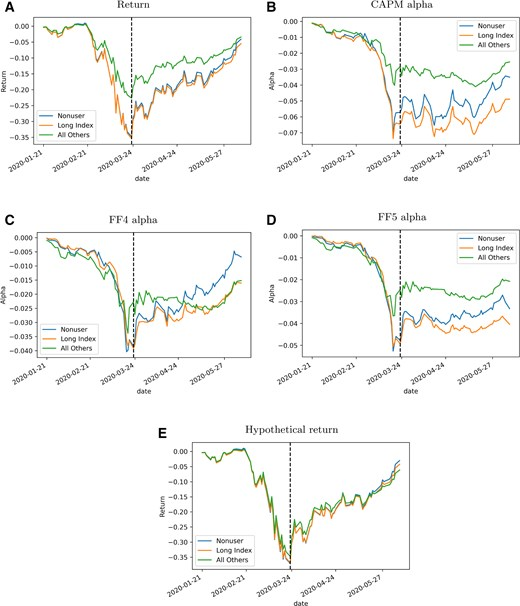 A
Return
0.00
−0.05
−0.10
−0.15
−0.20
−0.25
−0.30
−0.35
Return
Nonuser
Long Index
All Others
2020-01-21
2020-02-21
2020-03-24
2020-04-24
2020-05-27
date
B
CAPM alpha
0.00
−0.01
−0.02
−0.03
−0.04
−0.05
−0.06
−0.07
Alpha
Nonuser
Long Index
All Others
2020-01-21
2020-02-21
2020-03-24
2020-04-24
2020-05-27
date
C
FF4 alpha
0.000
−0.005
−0.010
−0.015
−0.020
−0.025
−0.030
−0.035
−0.040
Alpha
Nonuser
Long Index
All Others
2020-01-21
2020-02-21
2020-03-24
2020-04-24
2020-05-27
date
D
FF5 alpha
0.00
−0.01
−0.02
−0.03
−0.04
−0.05
Alpha
Nonuser
Long Index
All Others
2020-01-21
2020-02-21
2020-03-24
2020-04-24
2020-05-27
date
E
Hypothetical return
0.00
−0.05
−0.10
−0.15
−0.20
−0.25
−0.30
−0.35
Return
Nonuser
Long Index
All Others
2020-01-21
2020-02-21
2020-03-24
2020-04-24
2020-05-27
date